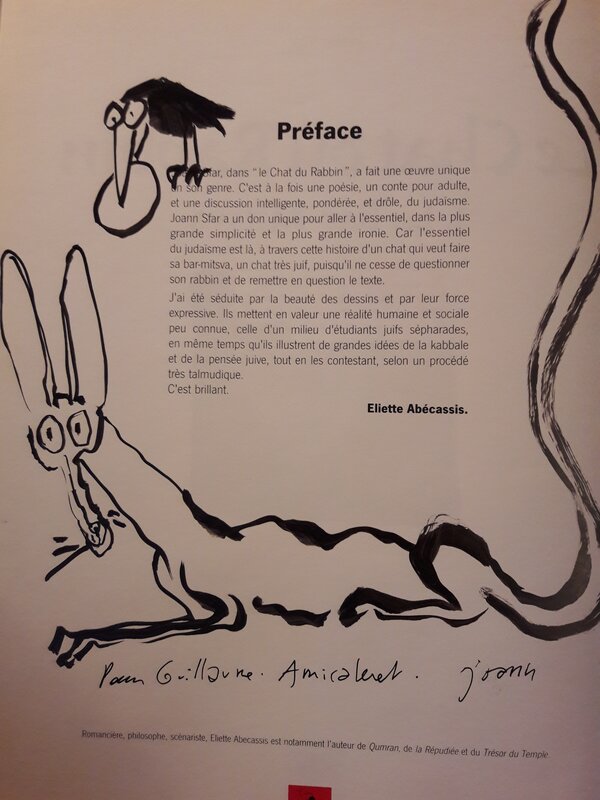 Préface
Sfar, dans "le Chat du Rabbin", a fait une œuvre unique
en son genre. C'est à la fois une poésie, un conte pour adulte,
et une discussion intelligente, pondérée, et drôle, du judaisme.
Joann Sfar a un don unique pour aller à l'essentiel, dans la plus
grande simplicité et la plus grande ironie. Car l'essentiel
du judaisme est là, à travers cette histoire d'un chat qui veut faire
sa bar-mitsva, un chat très juif, puisqu'il ne cesse de questionner
son rabbin et de remettre en question le texte.
J'ai été séduite par la beauté des dessins et par leur force
expressive. Ils mettent en valeur une réalité humaine et sociale
peu connue, celle d'un milieu d'étudiants juifs sépharades,
en même temps qu'ils illustrent de grandes idées de la kabbale
et de la pensée juive, tout en les contestant, selon un procédé
très talmudique.
C'est brillant.
Eliette Abécassis.
Pour Guillaume. Amicalement. joann
Romancière, philosophe, scénariste, Eliette Abecassis est notamment l'auteur de Qumran, de la Répudiée et du Trésor du Temple.